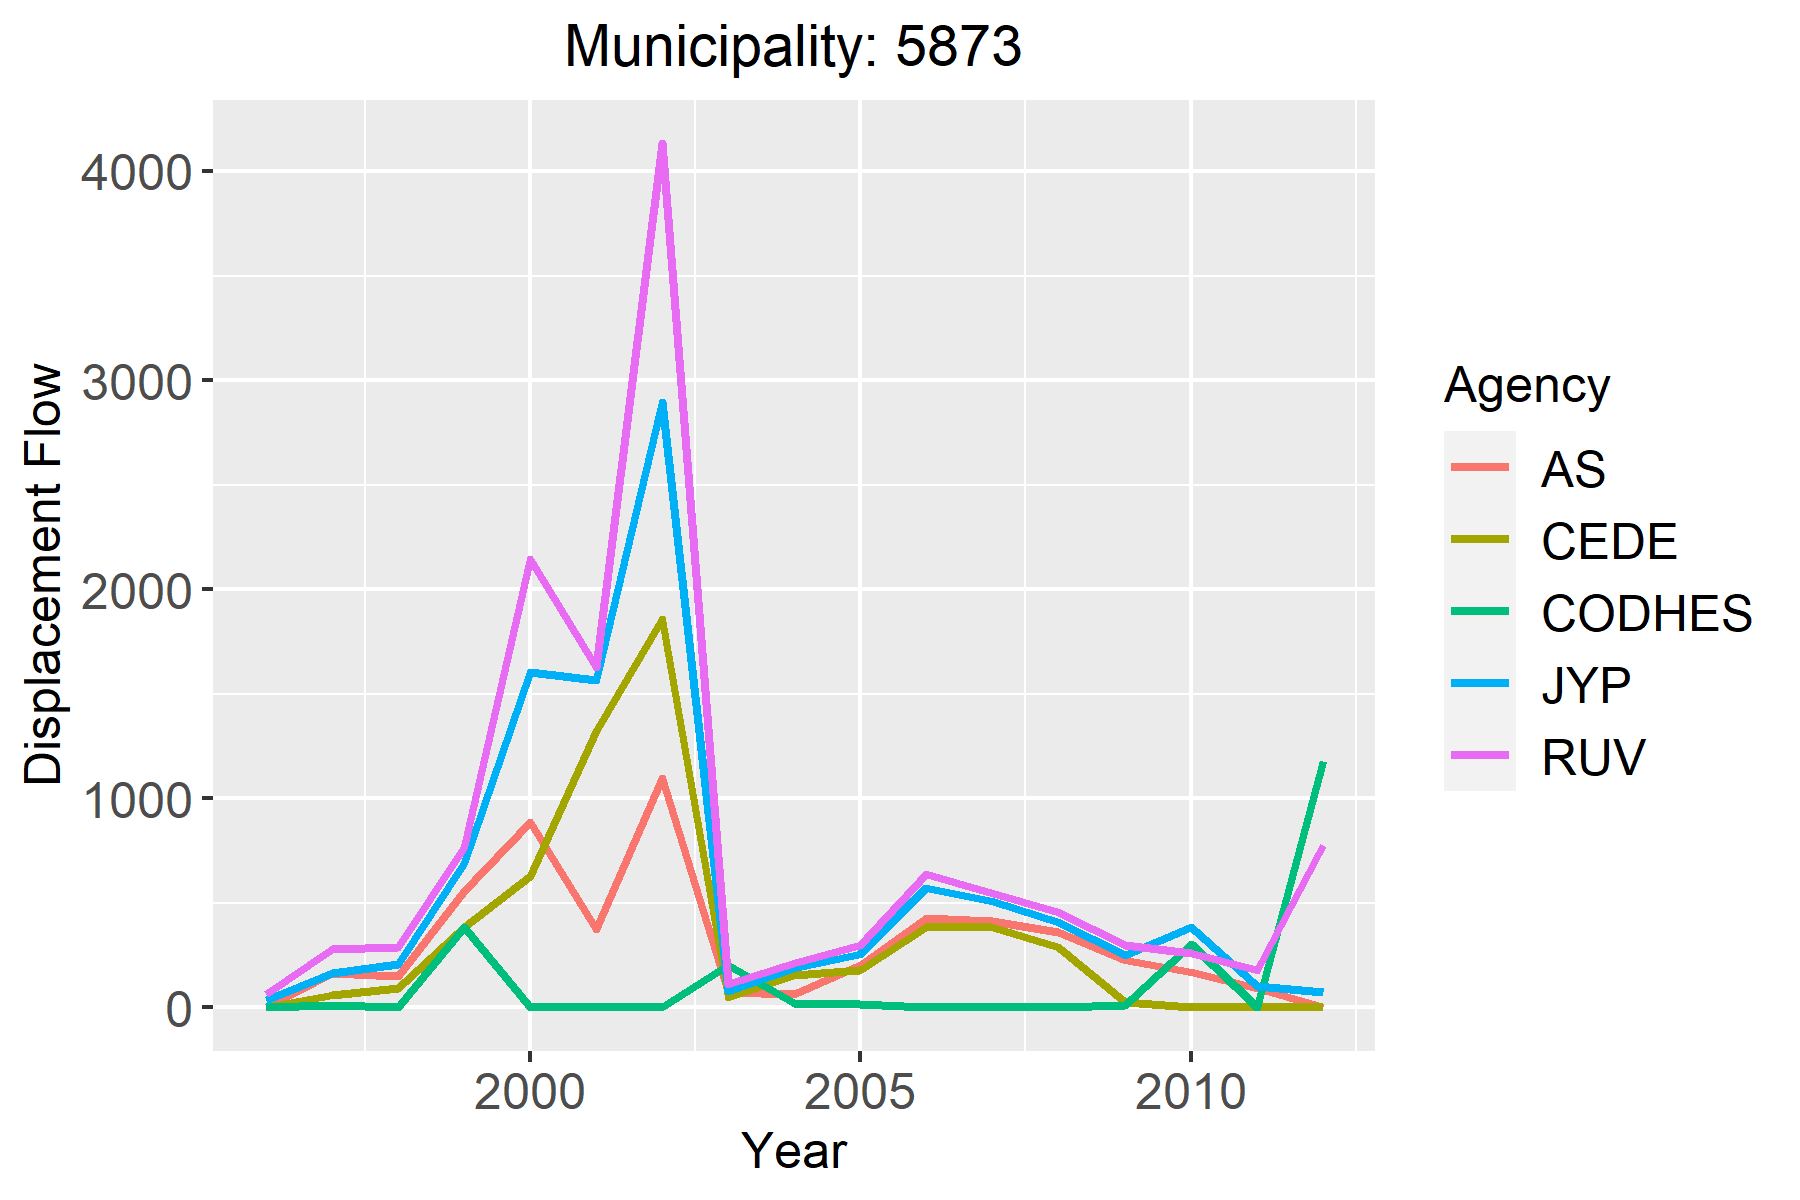 Municipality: 5873
Displacement Flow
4000
3000
2000
1000
0
2000
2005
2010
Year
Agency
AS
CEDE
CODHES
JYP
RUV